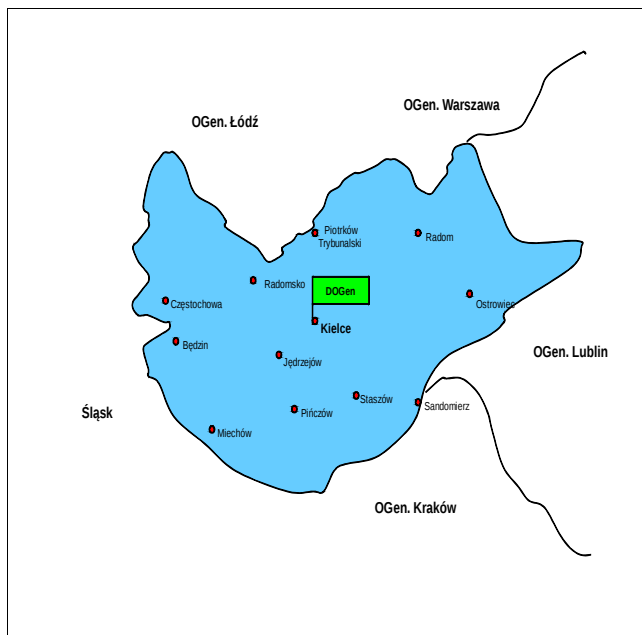 OGen. Warszawa
OGen. Łódź
Piotrków
Trybunalski
Radom
Radomsko
DOGen
Częstochowa
Ostrowiec
Kielce
Będzin
OGen. Lublin
Jędrzejów
Staszów
Pińczów
Sandomierz
Śląsk
Miechów
OGen. Kraków